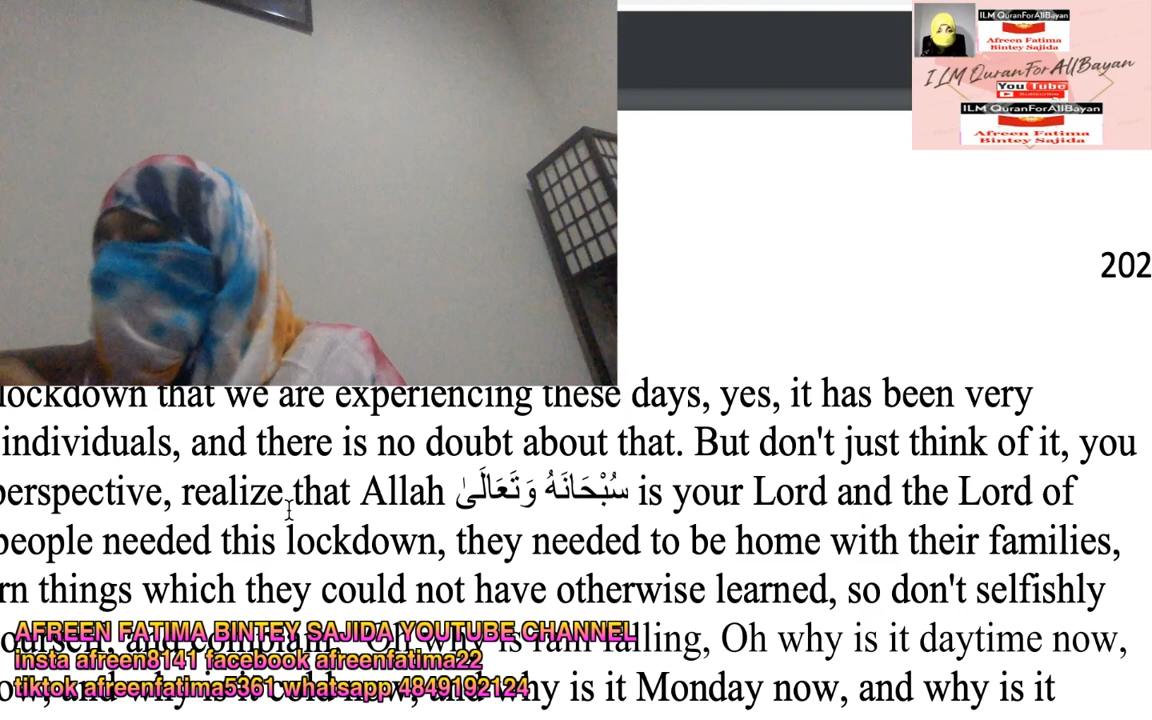 ILM QuranForAllBayan
Afreen Fatima
Bintey Sajida
ILM QuranForAllBayan
YouTube
Subscribe
ILM QuranForAllBayan
Afreen Fatima
Bintey Sajida
202
lockdown that we are experiencing these days, yes, it has been very
individuals, and there is no doubt about that. But don't just think of it, you
perspective, realize that Allah سُبْحَانَهُ وَتَعَالَىٰ is your Lord and the Lord of
people needed this lockdown, they needed to be home with their families,
rn things which they could not have otherwise learned, so don't selfishly
AFREEN FATIMA BINTEY SAJIDA YOUTUBE CHANNEL
lling, Oh why is it daytime now,
insta afreen8141 facebook afreenfatima22
tiktok afreenfatima5361 whatsapp 4849192124
ny is it Monday now, and why is it